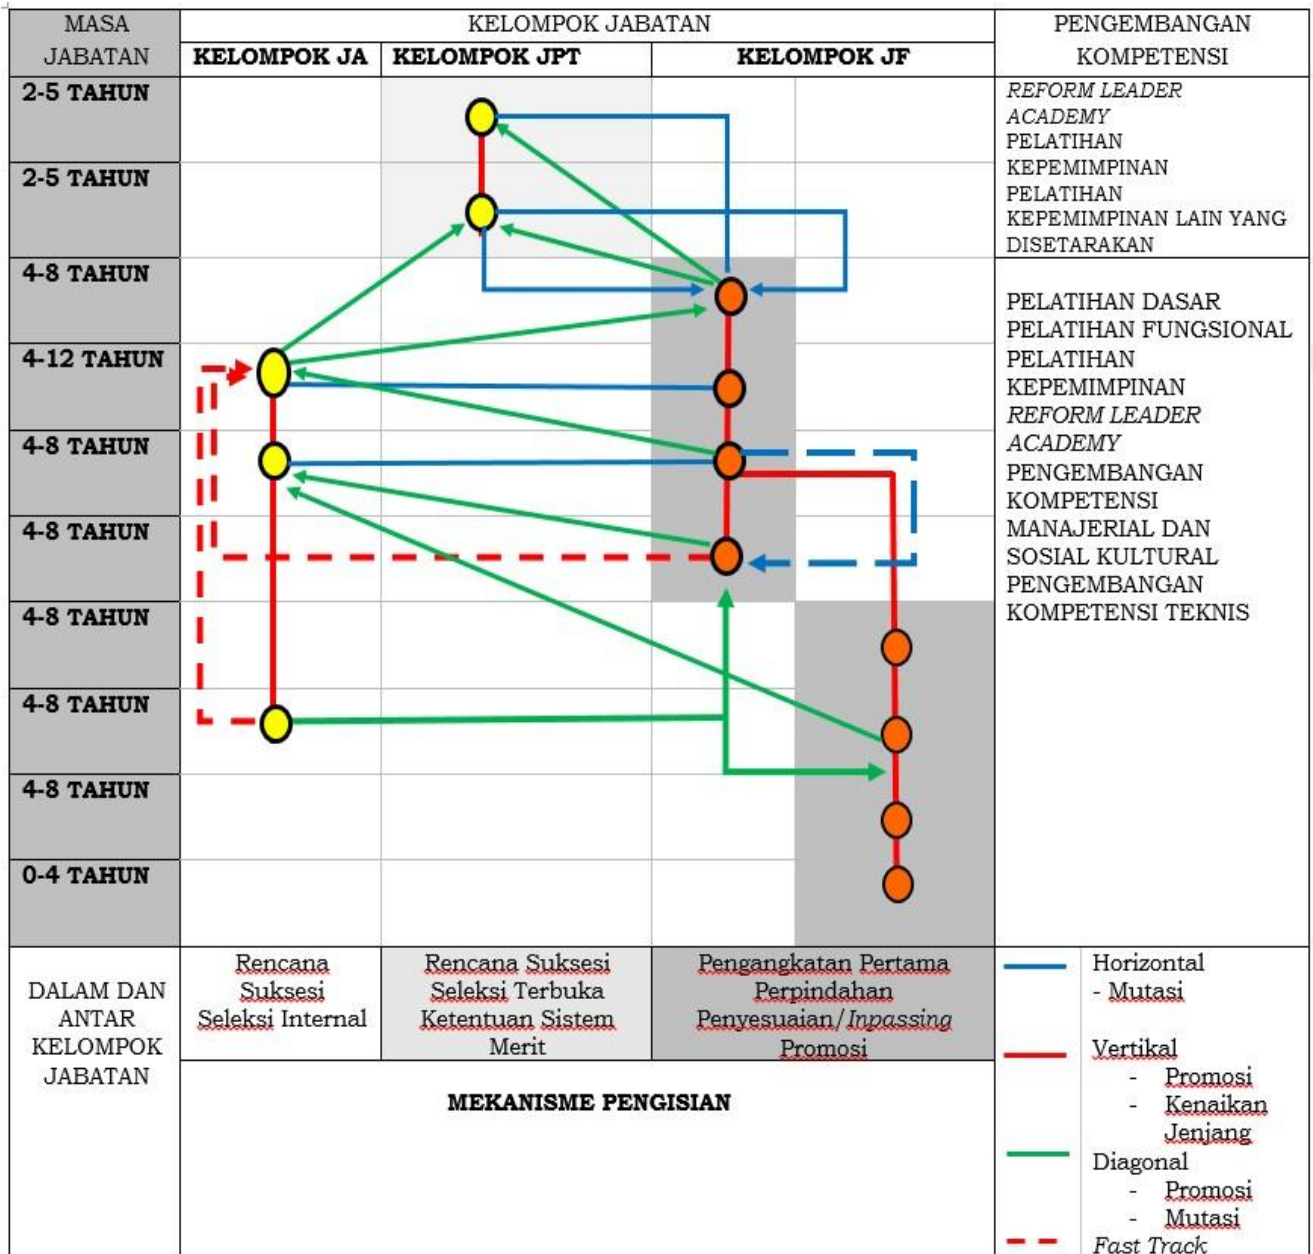 MASA
JABATAN
KELOMPOK JABATAN
PENGEMBANGAN
KOMPETENSI
KELOMPOK JA
KELOMPOK JPT
KELOMPOK JF
2-5 TAHUN
2-5 TAHUN
4-8 TAHUN
4-12 TAHUN
4-8 TAHUN
4-8 TAHUN
4-8 TAHUN
4-8 TAHUN
4-8 TAHUN
0-4 TAHUN
REFORM LEADER
ACADEMY
PELATIHAN
KEPEMIMPINAN
PELATIHAN
KEPEMIMPINAN LAIN YANG
DISETARAKAN
PELATIHAN DASAR
PELATIHAN FUNGSIONAL
PELATIHAN
KEPEMIMPINAN
REFORM LEADER
ACADEMY
PENGEMBANGAN
KOMPETENSI
MANAJERIAL DAN
SOSIAL KULTURAL
PENGEMBANGAN
KOMPETENSI TEKNIS
DALAM DAN
ANTAR
KELOMPOK
JABATAN
Rencana
Suksesi
Seleksi Internal
Rencana Suksesi
Seleksi Terbuka
Ketentuan Sistem
Merit
Pengangkatan Pertama
Perpindahan
Penyesuaian/Inpassing
Promosi
MEKANISME PENGISIAN
Horizontal
- Mutasi
Vertikal
- Promosi
- Kenaikan
Jenjang
Diagonal
- Promosi
- Mutasi
Fast Track